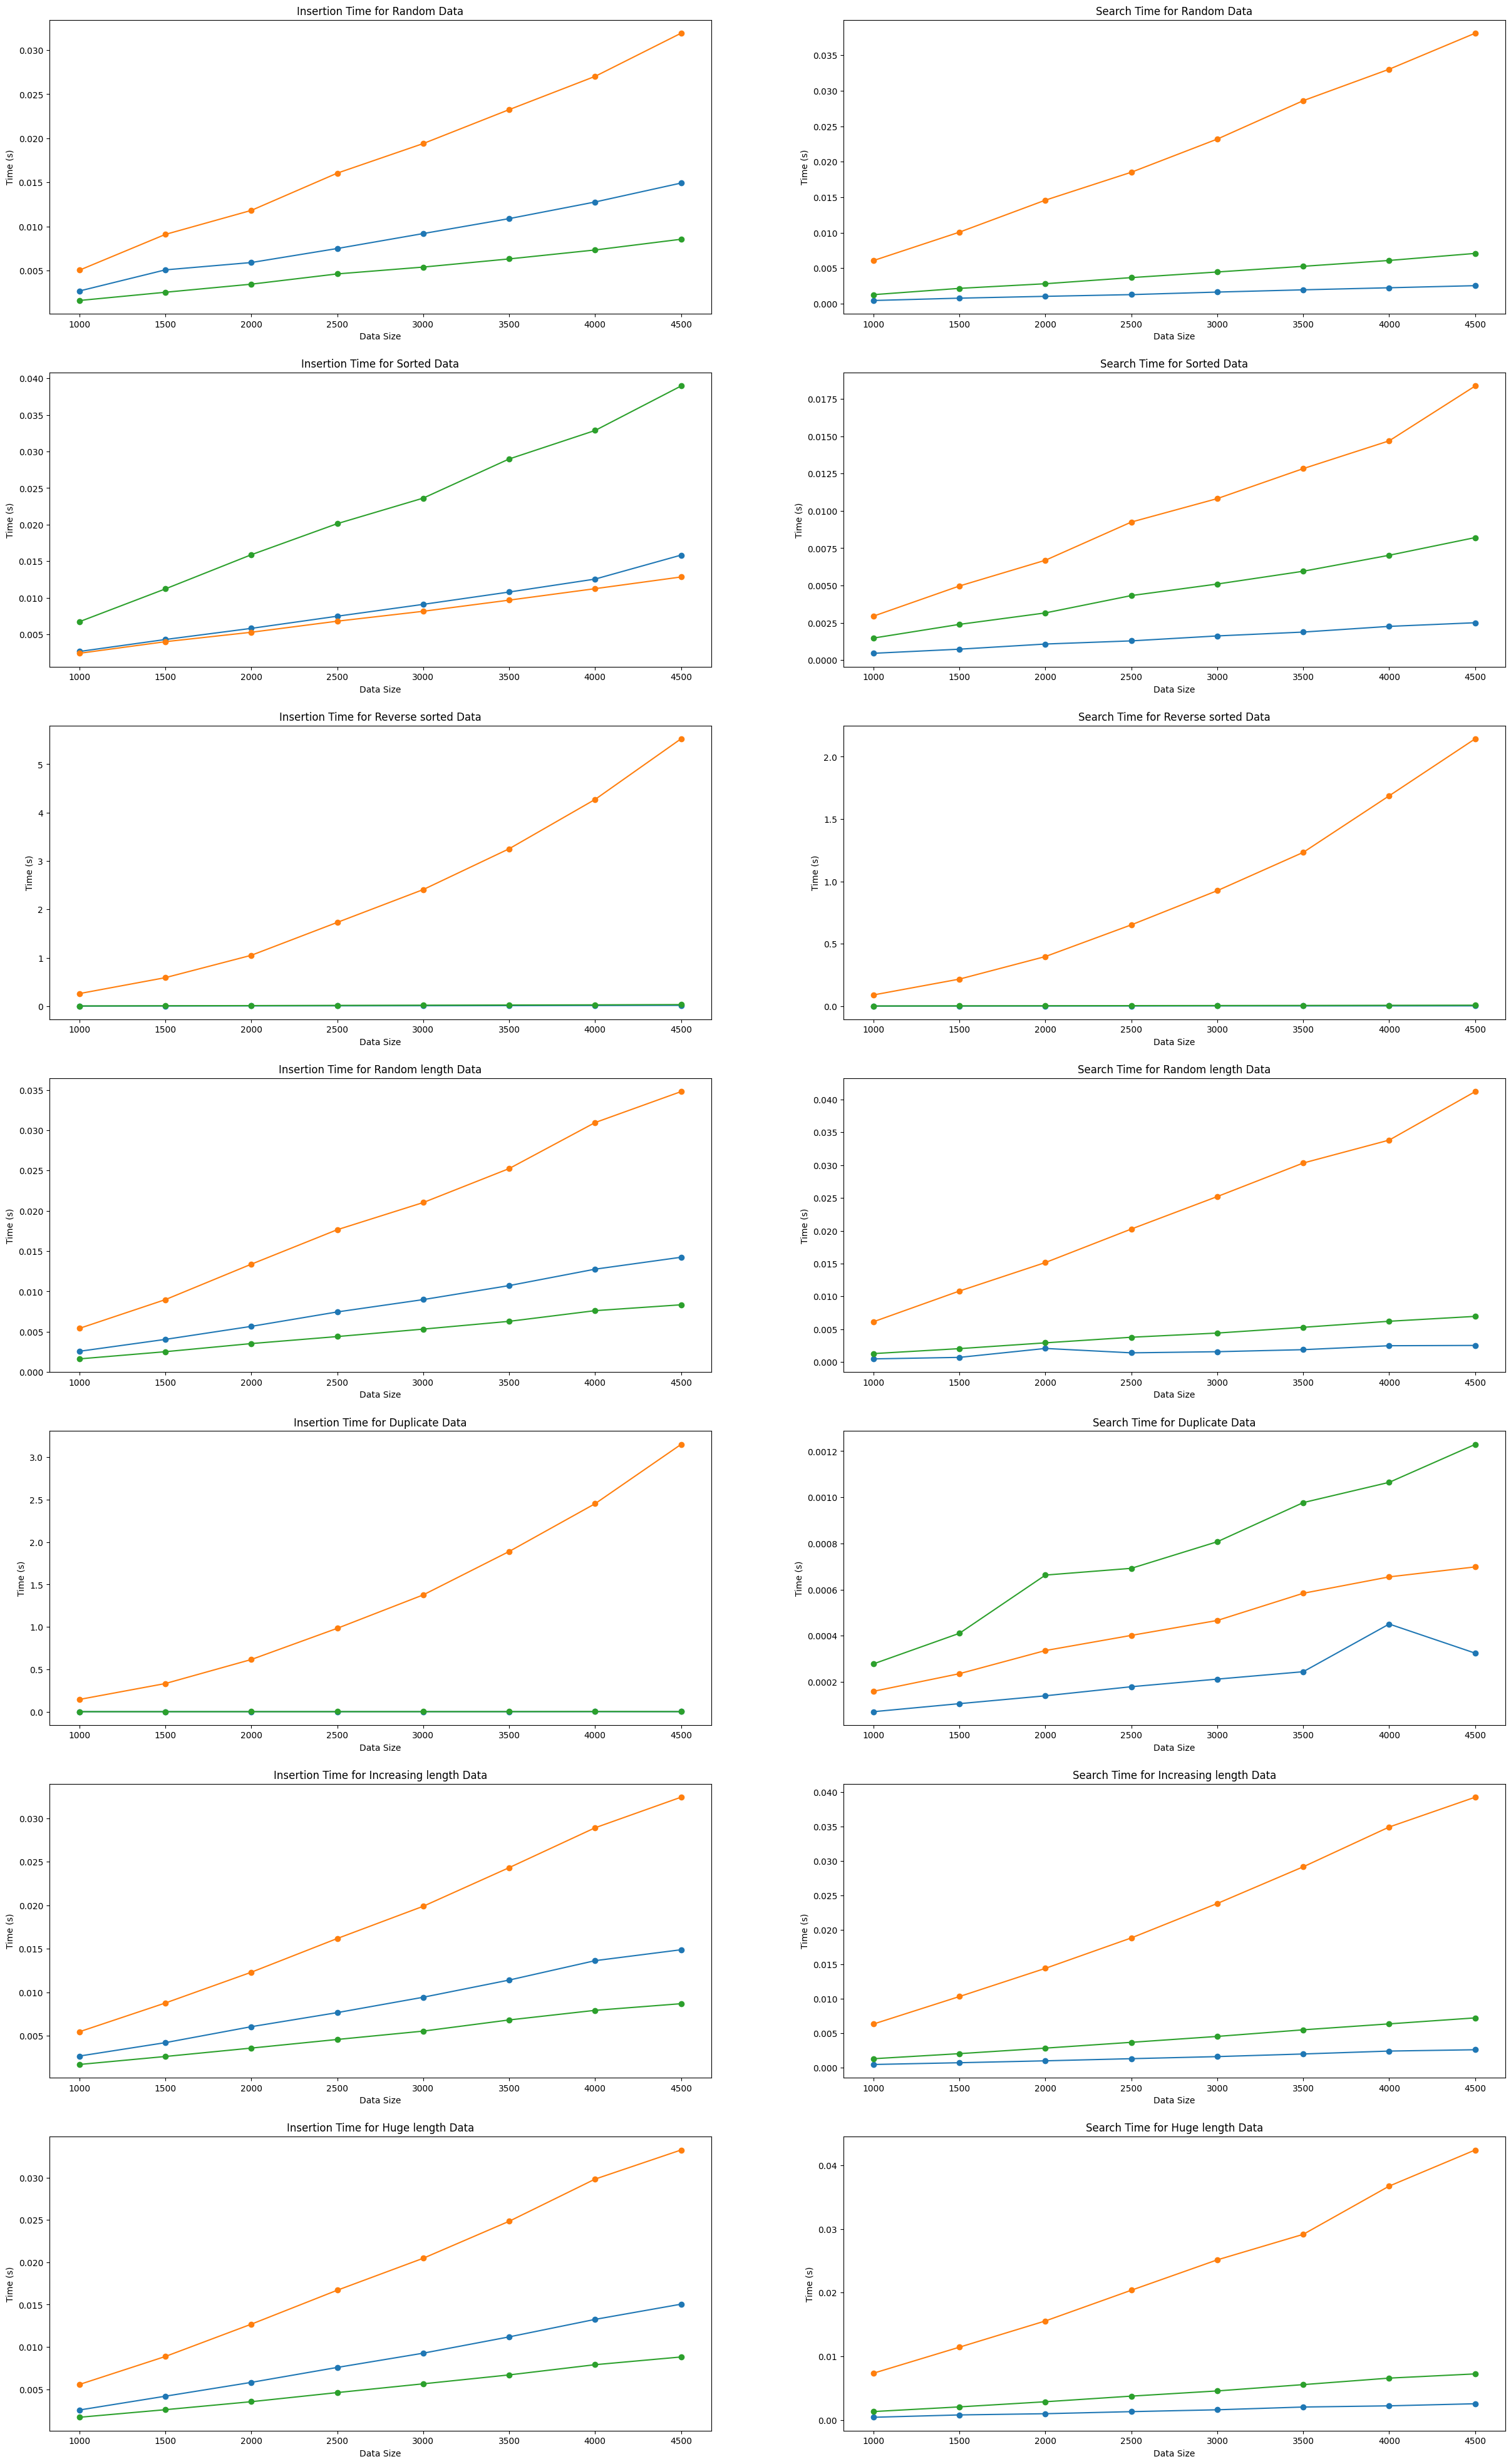 Insertion Time for Random Data
Time (s)
0.030
0.025
0.020
0.015
0.010
0.005
1000 1500 2000 2500 3000 3500 4000 4500
Data Size
Search Time for Random Data
Time (s)
0.035
0.030
0.025
0.020
0.015
0.010
0.005
0.000
1000 1500 2000 2500 3000 3500 4000 4500
Data Size
Insertion Time for Sorted Data
Time (s)
0.040
0.035
0.030
0.025
0.020
0.015
0.010
0.005
1000 1500 2000 2500 3000 3500 4000 4500
Data Size
Search Time for Sorted Data
Time (s)
0.0175
0.0150
0.0125
0.0100
0.0075
0.0050
0.0025
0.0000
1000 1500 2000 2500 3000 3500 4000 4500
Data Size
Insertion Time for Reverse sorted Data
Time (s)
5
4
3
2
1
0
1000 1500 2000 2500 3000 3500 4000 4500
Data Size
Search Time for Reverse sorted Data
Time (s)
2.0
1.5
1.0
0.5
0.0
1000 1500 2000 2500 3000 3500 4000 4500
Data Size
Insertion Time for Random length Data
Time (s)
0.035
0.030
0.025
0.020
0.015
0.010
0.005
0.000
1000 1500 2000 2500 3000 3500 4000 4500
Data Size
Search Time for Random length Data
Time (s)
0.040
0.035
0.030
0.025
0.020
0.015
0.010
0.005
0.000
1000 1500 2000 2500 3000 3500 4000 4500
Data Size
Insertion Time for Duplicate Data
Time (s)
3.0
2.5
2.0
1.5
1.0
0.5
0.0
1000 1500 2000 2500 3000 3500 4000 4500
Data Size
Search Time for Duplicate Data
Time (s)
0.0012
0.0010
0.0008
0.0006
0.0004
0.0002
1000 1500 2000 2500 3000 3500 4000 4500
Data Size
Insertion Time for Increasing length Data
Time (s)
0.030
0.025
0.020
0.015
0.010
0.005
1000 1500 2000 2500 3000 3500 4000 4500
Data Size
Search Time for Increasing length Data
Time (s)
0.040
0.035
0.030
0.025
0.020
0.015
0.010
0.005
0.000
1000 1500 2000 2500 3000 3500 4000 4500
Data Size
Insertion Time for Huge length Data
Time (s)
0.030
0.025
0.020
0.015
0.010
0.005
1000 1500 2000 2500 3000 3500 4000 4500
Data Size
Search Time for Huge length Data
Time (s)
0.04
0.03
0.02
0.01
0.00
1000 1500 2000 2500 3000 3500 4000 4500
Data Size